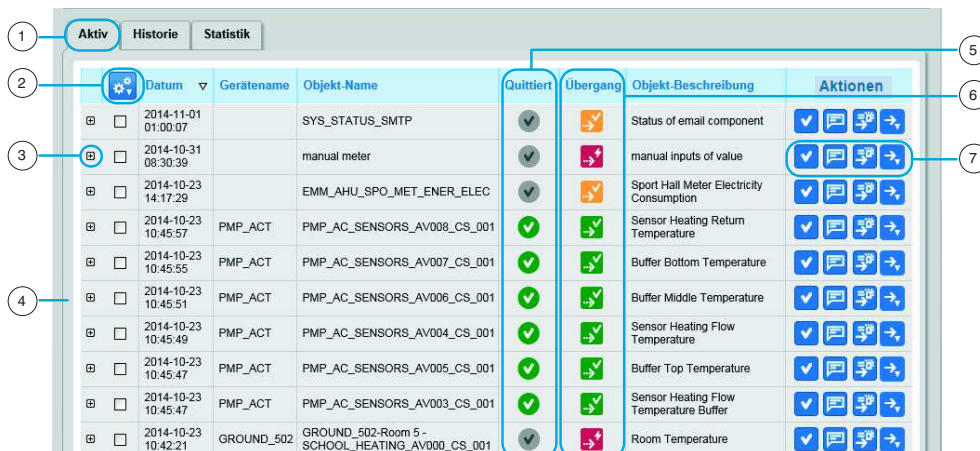 1
Aktiv Historie Statistik
5
2
Datum Gerätename Objekt-Name Quittiert Übergang Objekt-Beschreibung Aktionen
6
2014-11-01
01:00:07
SYS_STATUS_SMTP
Status of email component
3
2014-10-31
08:30:39
manual meter
manual inputs of value
7
2014-10-23
14:17:29
EMM_AHU_SPO_MET_ENER_ELEC
Sport Hall Meter Electricity
Consumption
2014-10-23
10:45:57
PMP_ACT
PMP_AC_SENSORS_AV008_CS_001
Sensor Heating Return
Temperature
2014-10-23
10:45:55
PMP_ACT
PMP_AC_SENSORS_AV007_CS_001
Buffer Bottom Temperature
4
2014-10-23
10:45:51
PMP_ACT
PMP_AC_SENSORS_AV006_CS_001
Buffer Middle Temperature
2014-10-23
10:45:49
PMP_ACT
PMP_AC_SENSORS_AV004_CS_001
Sensor Heating Flow
Temperature
2014-10-23
10:45:47
PMP_ACT
PMP_AC_SENSORS_AV005_CS_001
Buffer Top Temperature
2014-10-23
10:45:47
PMP_ACT
PMP_AC_SENSORS_AV003_CS_001
Sensor Heating Flow
Temperature Buffer
2014-10-23
10:42:21
GROUND_502
GROUND_502-Room 5 -
SCHOOL_HEATING_AV000_CS_001
Room Temperature